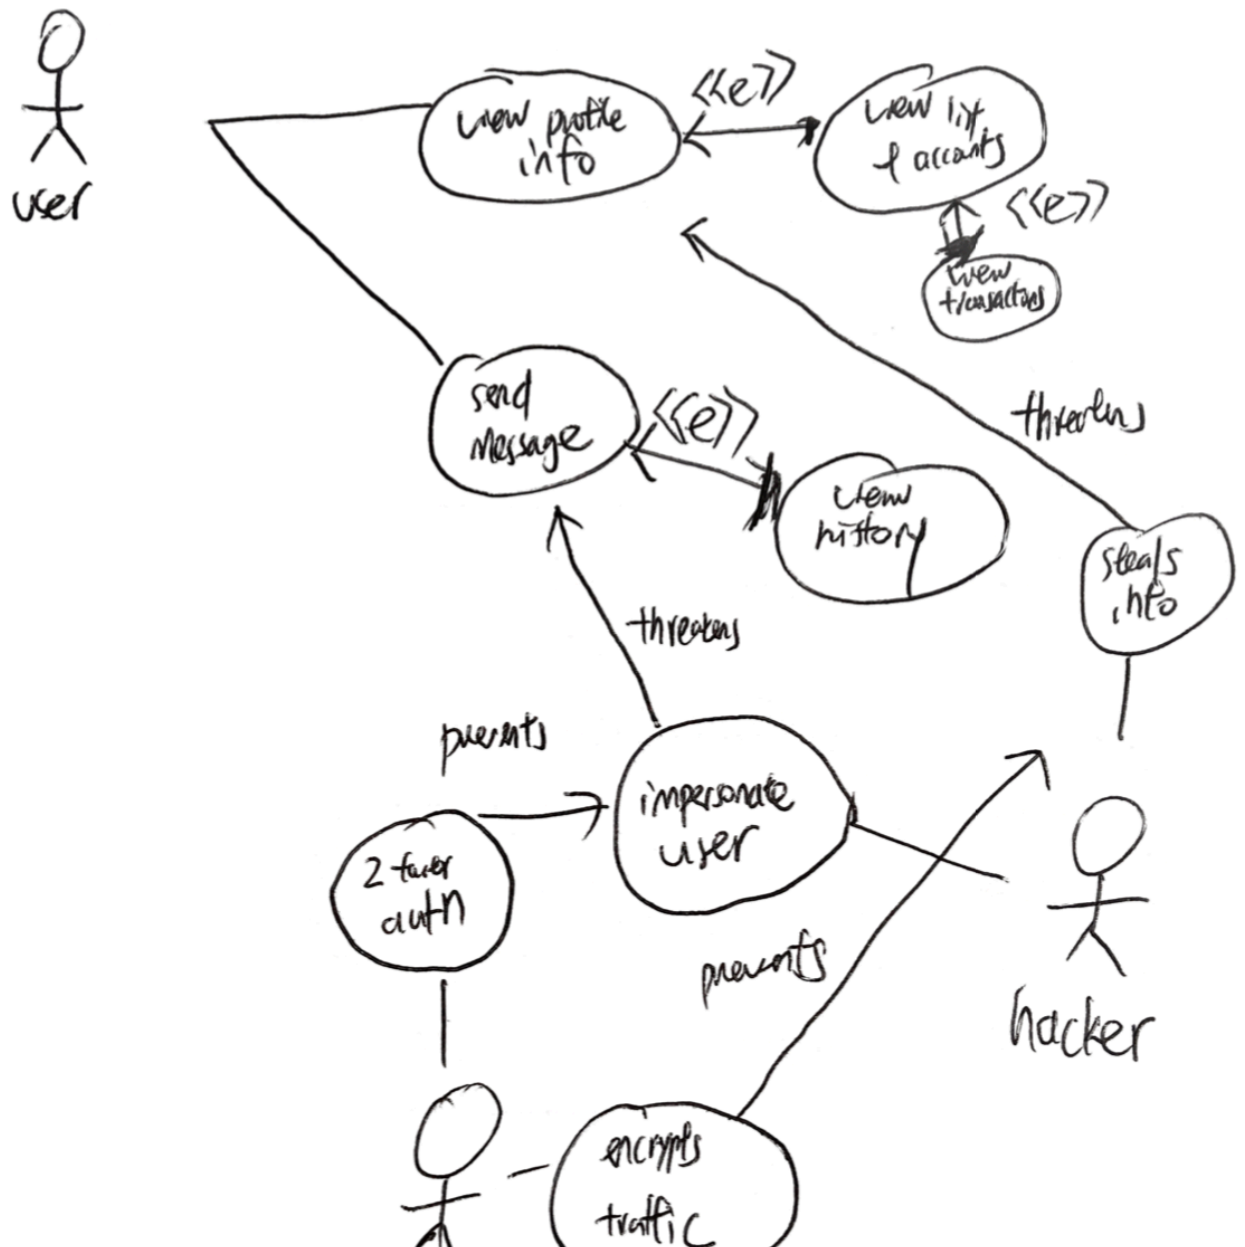 user
view profile
info
<<e>>
view list
of accounts
<<e>>
view
transactions
send
message
<<e>>
view
history
threatens
steals
info
threatens
prevents
impersonate
user
2 factor
auth
prevents
hacker
encrypts
traffic